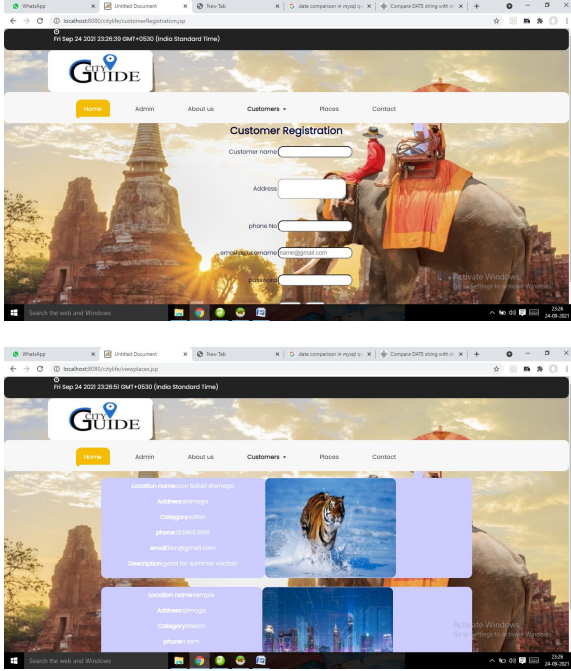 WhatsApp Untitled Document New Tab date comparison in mysql qu Compare DATE string with st
localhost:8080/citylife/customerRegistration.jsp
Fri Sep 24 2021 23:26:39 GMT+0530 (India Standard Time)
CITY
GUIDE
Home Admin About us Customers Places Contact
Customer Registration
Customer name
Address
phone No
email as username name@gmail.com
password
Activate Windows
Go to Settings to activate Windows.
Search the web and Windows
23:26
24-09-2021
WhatsApp Untitled Document New Tab date comparison in mysql qu Compare DATE string with st
localhost:8080/citylife/viewplaces.jsp
Fri Sep 24 2021 23:26:51 GMT+0530 (India Standard Time)
CITY
GUIDE
Home Admin About us Customers Places Contact
Location name:Lion Safari shimoga
Address:shimoga
Category:safari
phone:1234567890
email:lion@gmail.com
Description:good for summer vaction
Location name:temple
Category:beach
Activate Windows
Go to Settings to activate Windows.
Search the web and Windows
23:26
24-09-2021